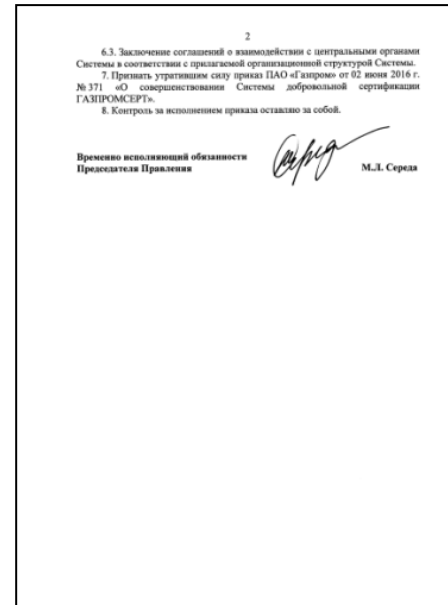 2
6.3. Заключение соглашений о взаимодействии с центральными органами
Системы в соответствии с прилагаемой организационной структурой Системы.
7. Признать утратившим силу приказ ПАО «Газпром» от 02 июня 2016 г.
№ 371 «О совершенствовании Системы добровольной сертификации
ГАЗПРОМСЕРТ».
8. Контроль за исполнением приказа оставляю за собой.
Временно исполняющий обязанности
Председателя Правления
М.Л. Середа